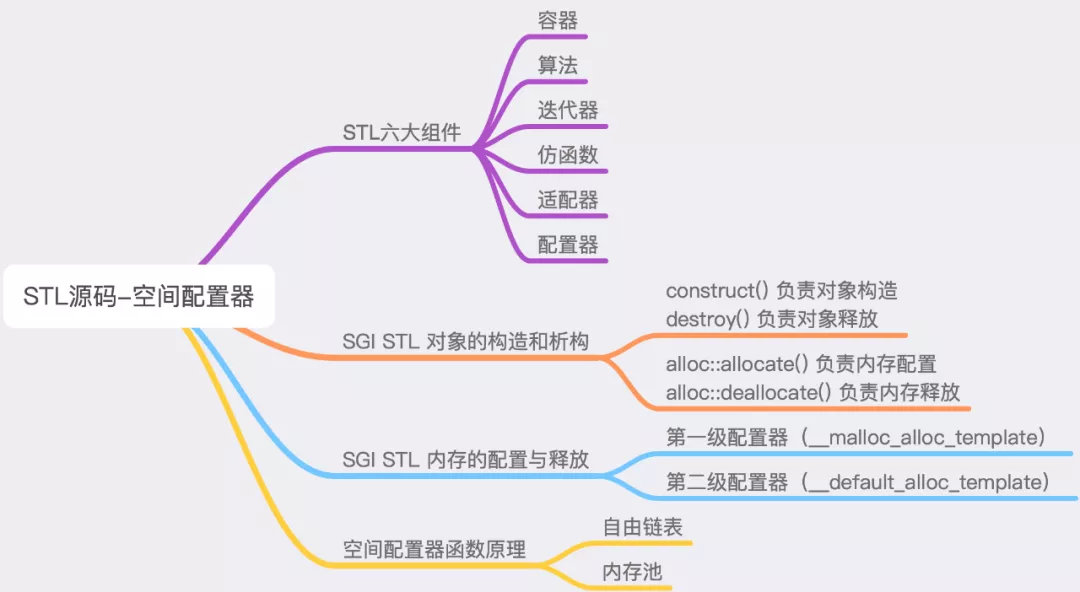 STL源码-空间配置器
STL六大组件
容器
算法
迭代器
仿函数
适配器
配置器
SGI STL 对象的构造和析构
construct() 负责对象构造
destroy() 负责对象释放
alloc::allocate() 负责内存配置
alloc::deallocate() 负责内存释放
SGI STL 内存的配置与释放
第一级配置器（__malloc_alloc_template）
第二级配置器（__default_alloc_template）
空间配置器函数原理
自由链表
内存池